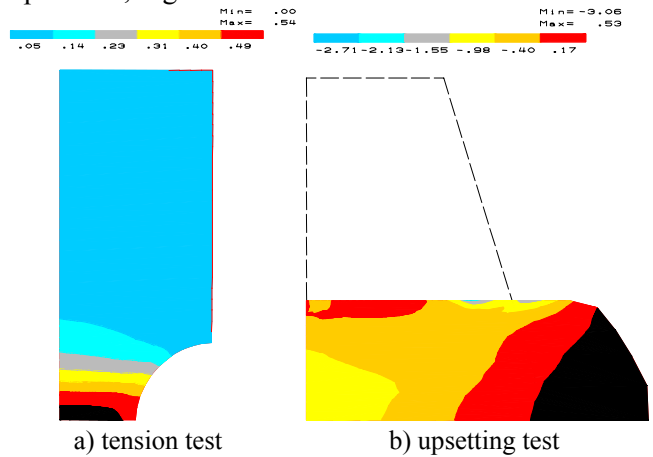 Min= .00
Max= .54
.05 .14 .23 .31 .40 .49
Min= -3.06
Max= .53
-2.71 -2.13 -1.55 -.98 -.40 .17
a) tension test
b) upsetting test